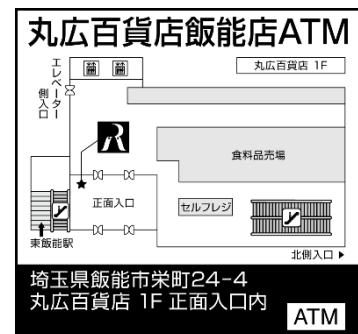 丸広百貨店飯能店ATM
エレベーター
側入口
丸広百貨店 1F
R
食料品売場
正面入口
セルフレジ
東飯能駅
北側入口 ▶
埼玉県飯能市栄町24-4
丸広百貨店 1F 正面入口内
ATM